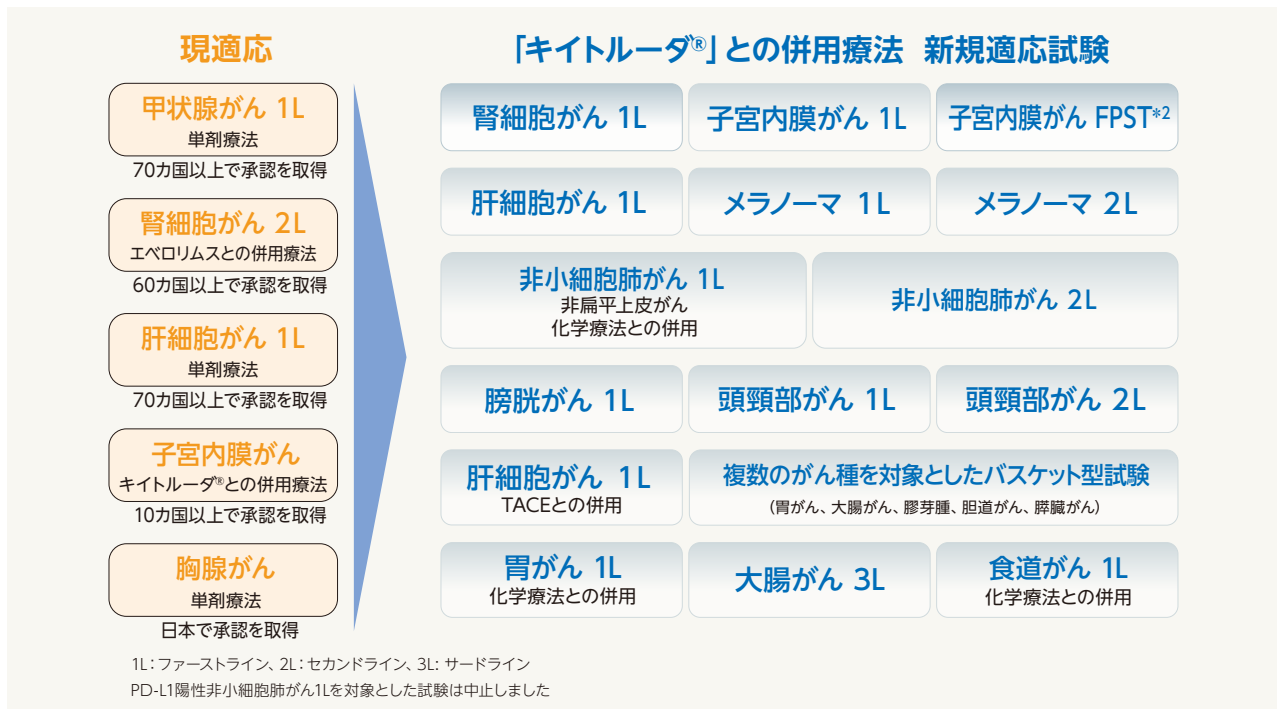 現適応
甲状腺がん 1L
単剤療法
70カ国以上で承認を取得
腎細胞がん 2L
エベロリムスとの併用療法
60カ国以上で承認を取得
肝細胞がん 1L
単剤療法
70カ国以上で承認を取得
子宮内膜がん
キイトルーダ®との併用療法
10カ国以上で承認を取得
胸腺がん
単剤療法
日本で承認を取得
「キイトルーダ®」との併用療法 新規適応試験
腎細胞がん 1L
子宮内膜がん 1L
子宮内膜がん FPST*2
肝細胞がん 1L
メラノーマ 1L
メラノーマ 2L
非小細胞肺がん 1L
非扁平上皮がん
化学療法との併用
非小細胞肺がん 2L
膀胱がん 1L
頭頸部がん 1L
頭頸部がん 2L
肝細胞がん 1L
TACEとの併用
複数のがん種を対象としたバスケット型試験
(胃がん、大腸がん、膠芽腫、胆道がん、膵臓がん)
胃がん 1L
化学療法との併用
大腸がん 3L
食道がん 1L
化学療法との併用
1L:ファーストライン、2L:セカンドライン、3L: サードライン
PD-L1陽性非小細胞肺がん1Lを対象とした試験は中止しました